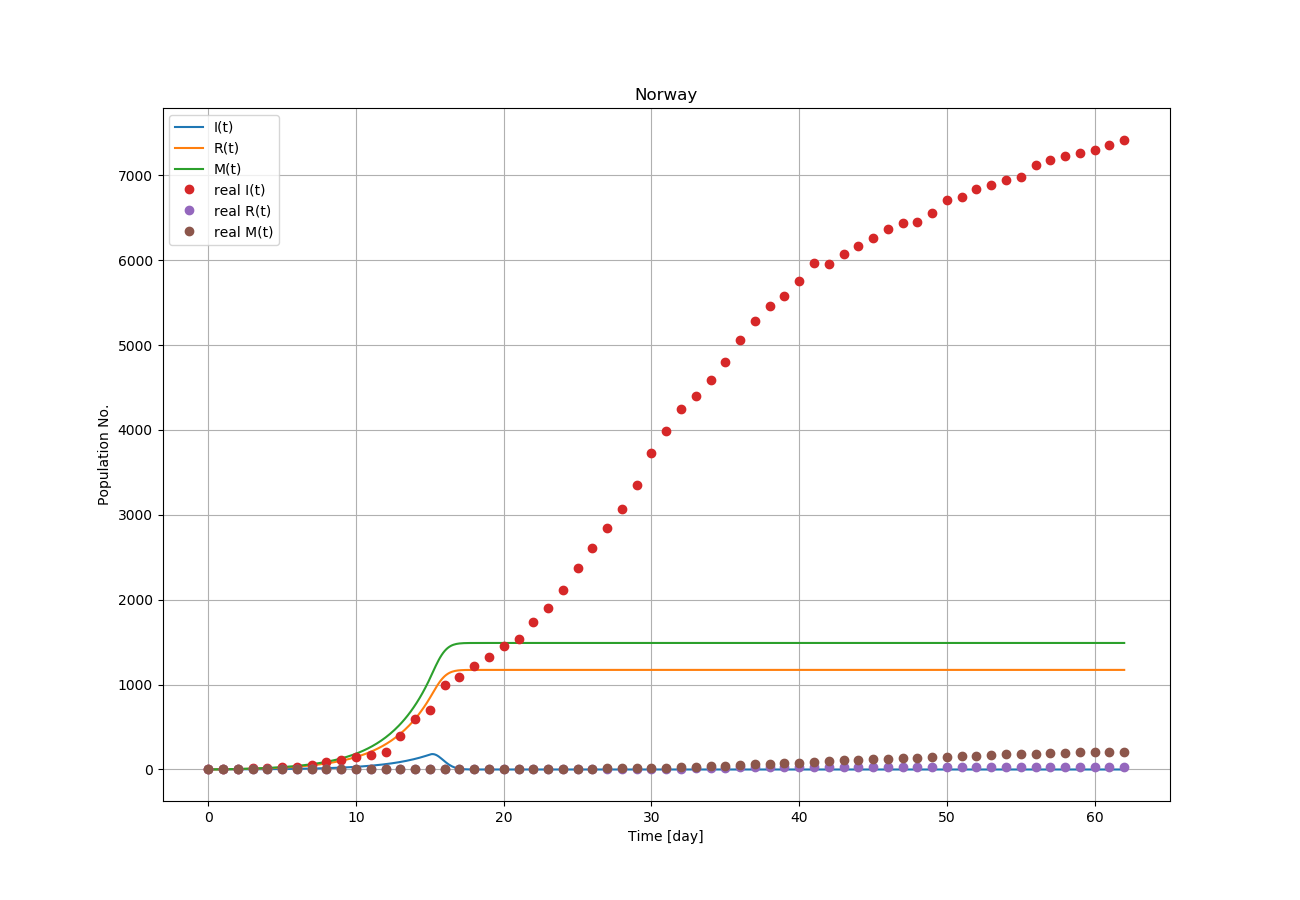 Norway
I(t)
R(t)
M(t)
real I(t)
real R(t)
real M(t)
7000
6000
5000
4000
3000
2000
1000
0
Population No.
0 10 20 30 40 50 60
Time [day]